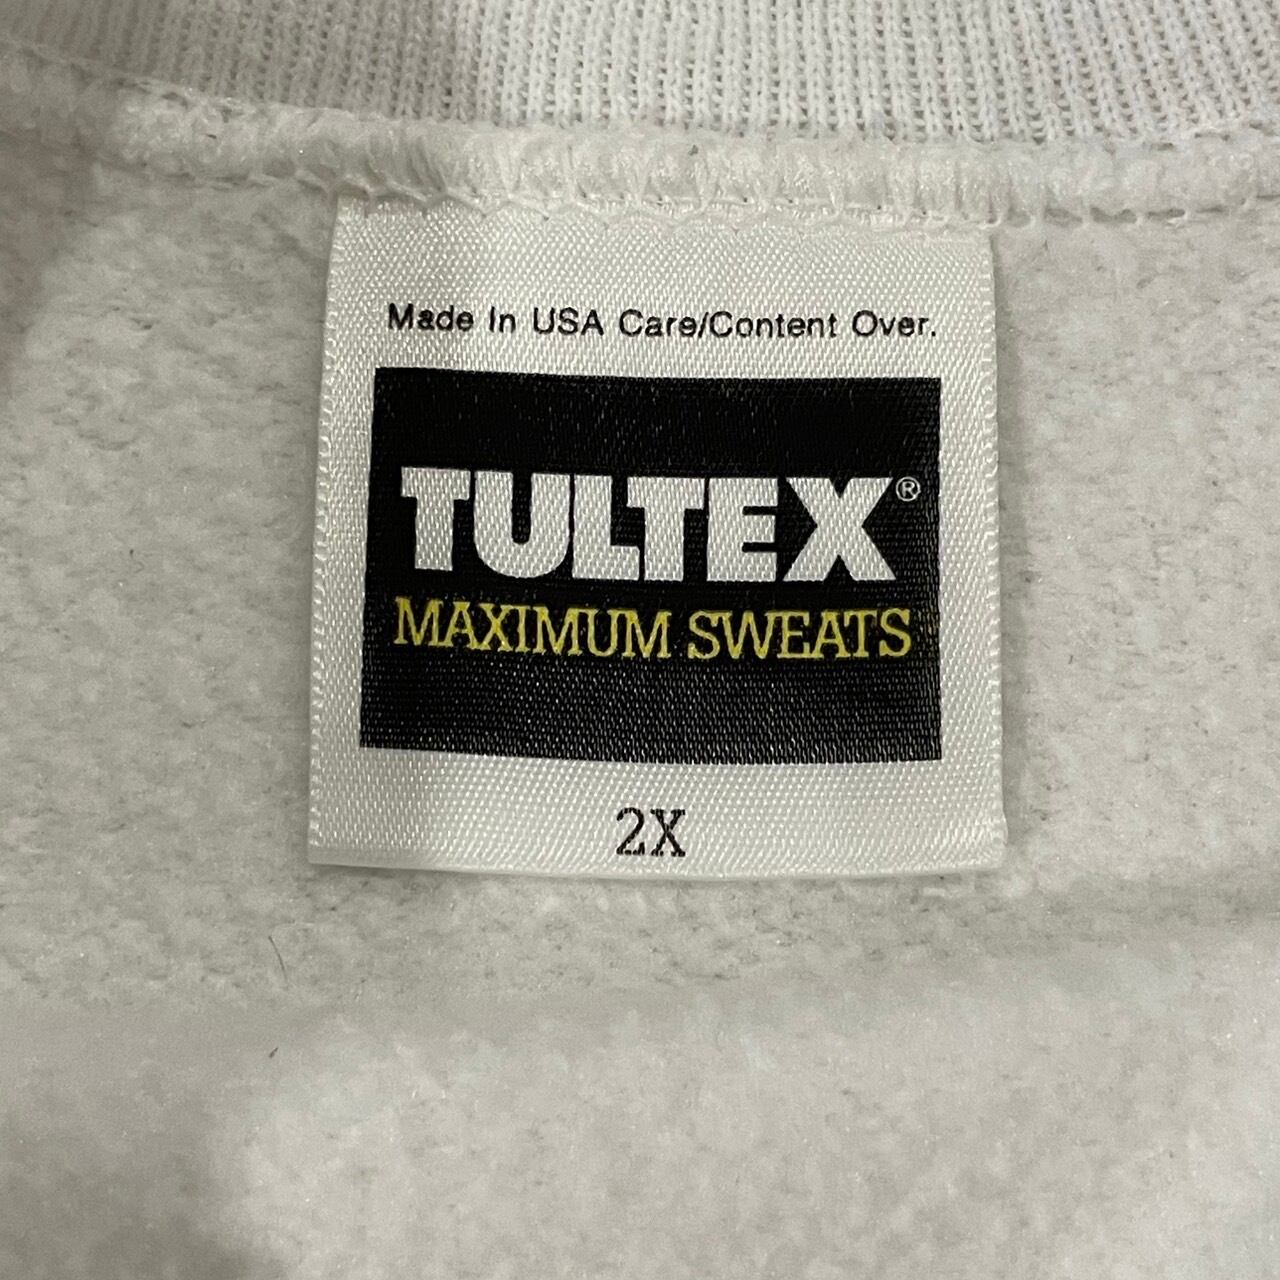 Made In USA Care/Content Over.
TULTEX®
MAXIMUM SWEATS
2X